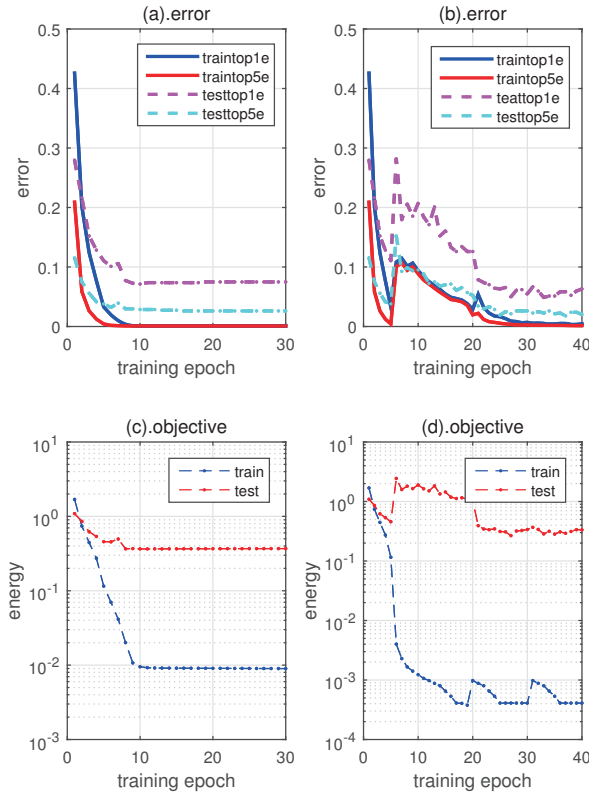 (a).error
0.5
0.4
0.3
0.2
0.1
0
error
traintop1e
traintop5e
testtop1e
testtop5e
0 10 20 30
training epoch
(b).error
0.5
0.4
0.3
0.2
0.1
0
error
traintop1e
traintop5e
teattop1e
testtop5e
0 10 20 30 40
training epoch
(c).objective
10^1
10^0
10^-1
10^-2
10^-3
energy
train
test
0 10 20 30
training epoch
(d).objective
10^1
10^0
10^-1
10^-2
10^-3
10^-4
energy
train
test
0 10 20 30 40
training epoch